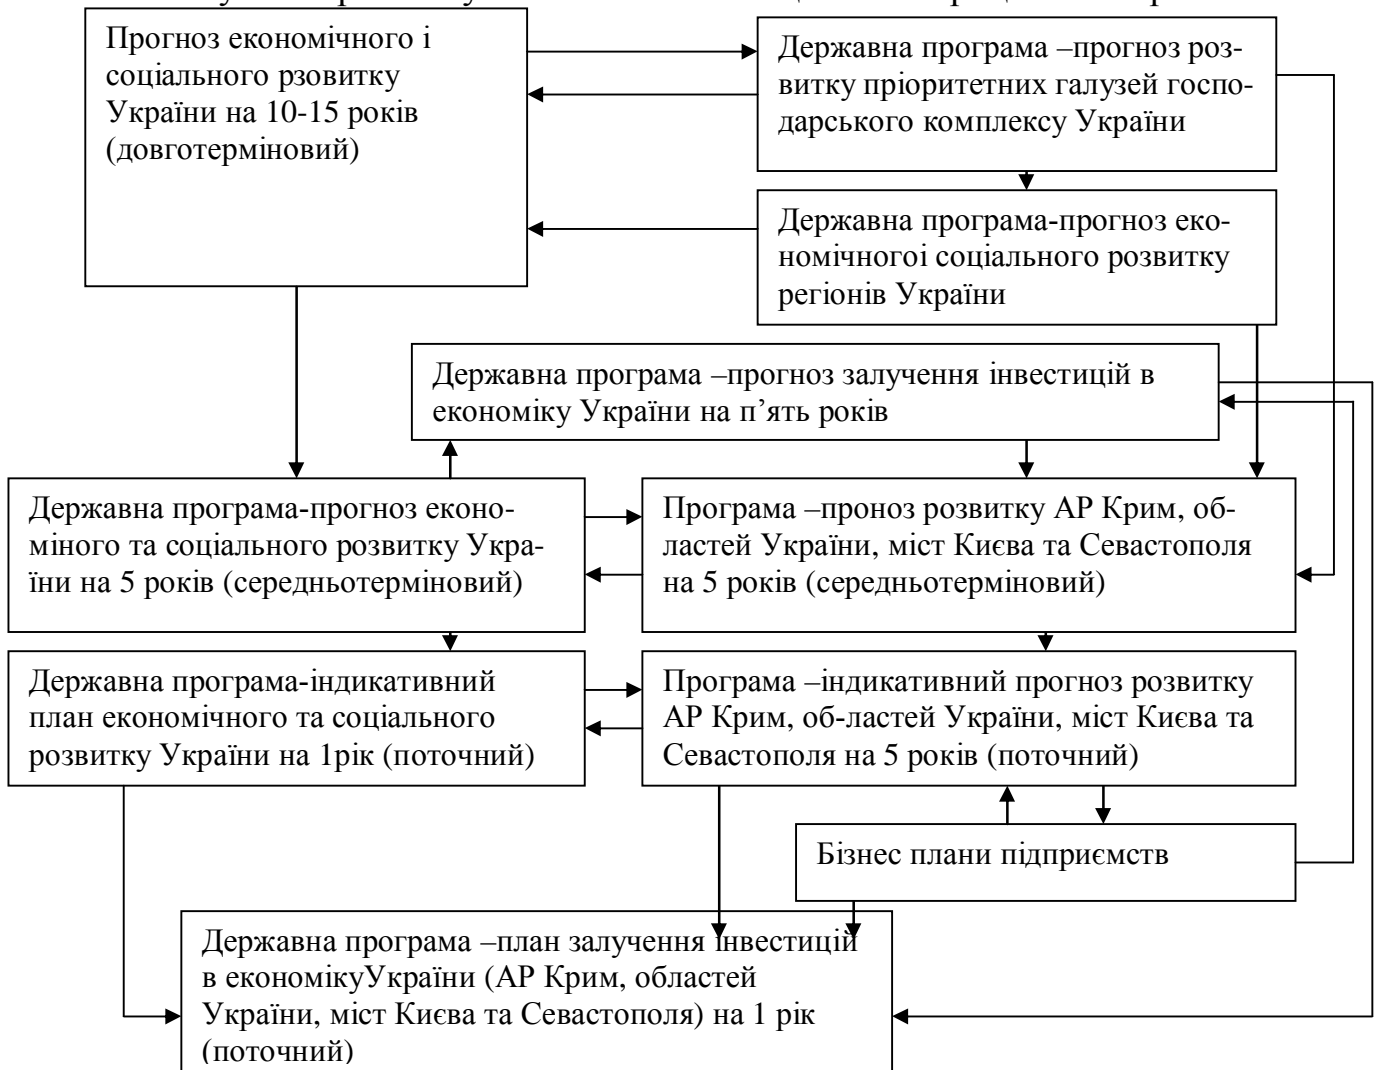 Прогноз економічного і
соціального рзовитку
України на 10-15 років
(довготерміновий)
Державна програма –прогноз роз-
витку пріоритетних галузей госпо-
дарського комплексу України
Державна програма-прогноз еко-
номічногоі соціального розвитку
регіонів України
Державна програма –прогноз залучення інвестицій в
економіку України на п’ять років
Державна програма-прогноз еконо-
міного та соціального розвитку Укра-
їни на 5 років (середньотерміновий)
Програма –проноз розвитку АР Крим, об-
ластей України, міст Києва та Севастополя
на 5 років (середньотерміновий)
Державна програма-індикативний
план економічного та соціального
розвитку України на 1рік (поточний)
Програма –індикативний прогноз розвитку
АР Крим, об-ластей України, міст Києва та
Севастополя на 5 років (поточний)
Бізнес плани підприємств
Державна програма –план залучення інвестицій
в економікуУкраїни (АР Крим, областей
України, міст Києва та Севастополя) на 1 рік
(поточний)